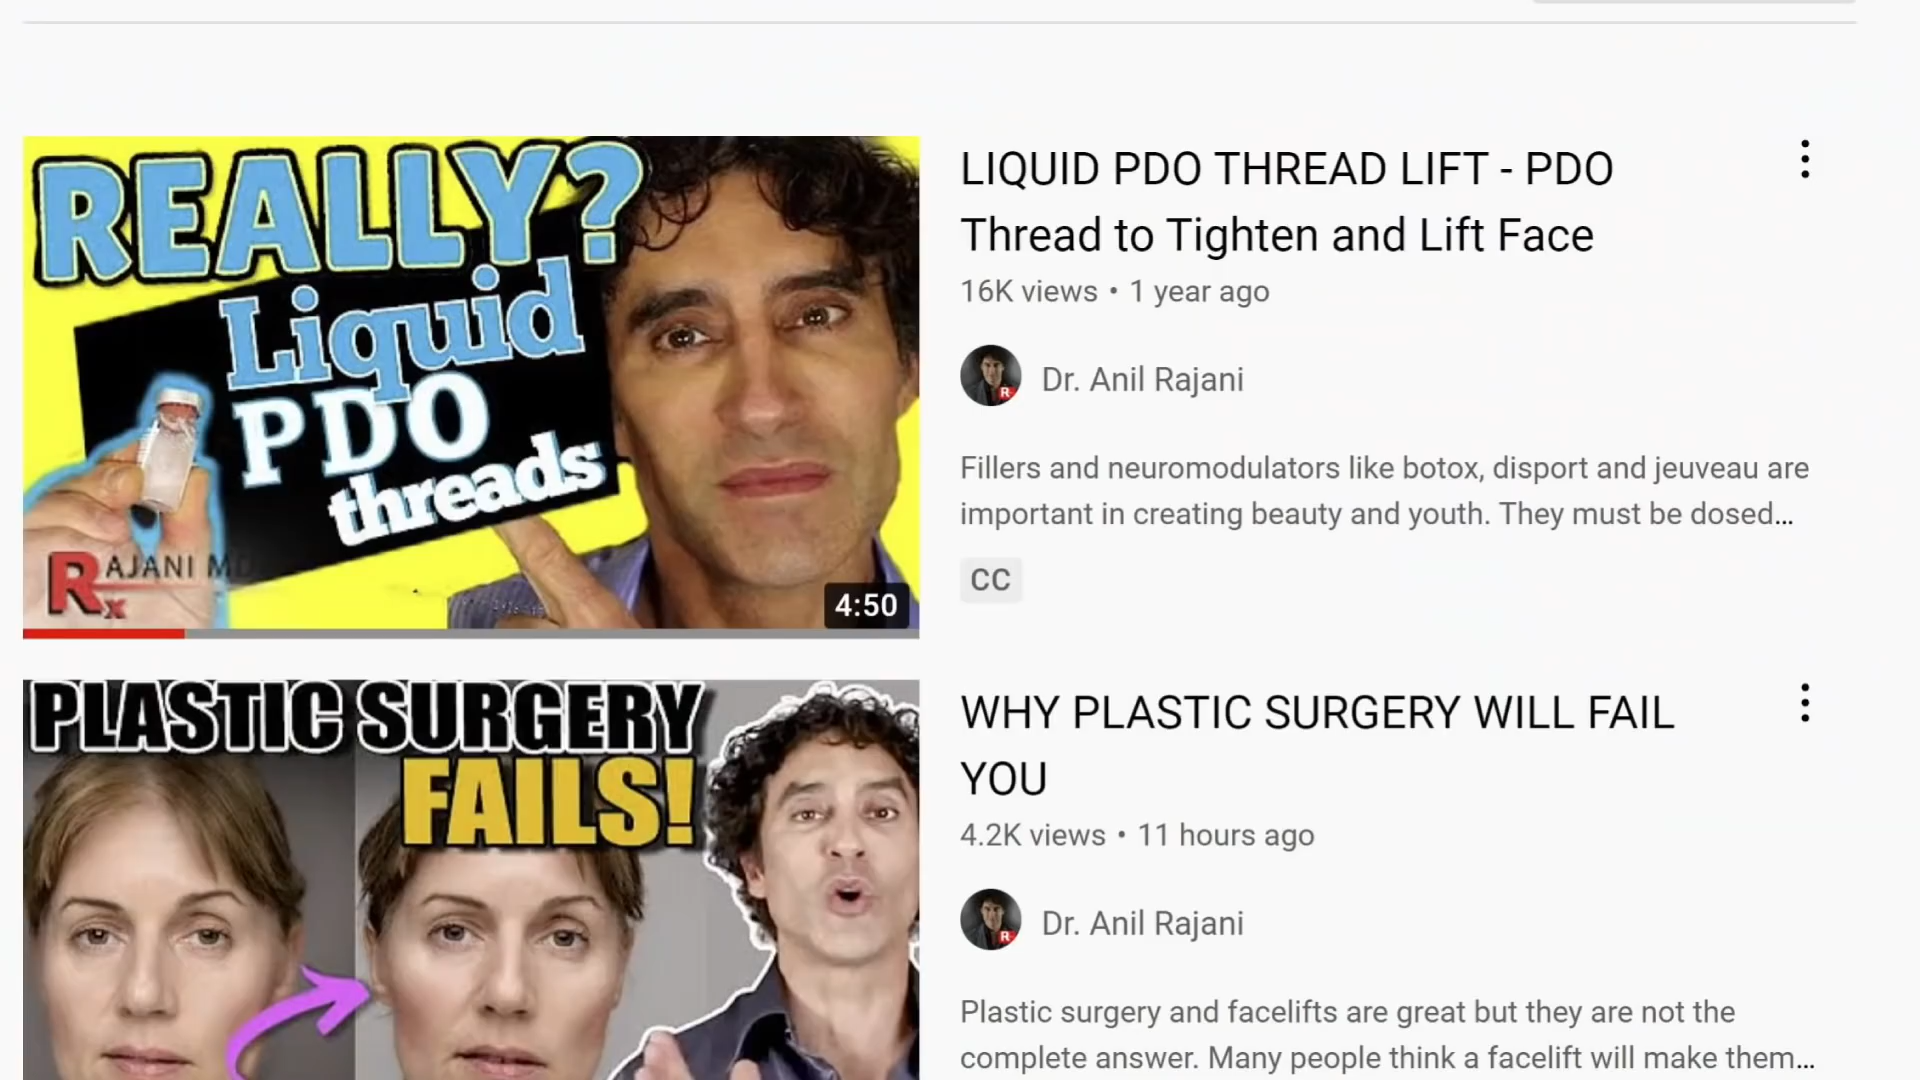 REALLY?
Liquid
PDO
threads
RAJANI MD
Rx
4:50
LIQUID PDO THREAD LIFT - PDO
Thread to Tighten and Lift Face
16K views • 1 year ago
R
Dr. Anil Rajani
Fillers and neuromodulators like botox, disport and jeuveau are
important in creating beauty and youth. They must be dosed...
CC
PLASTIC SURGERY
FAILS!
WHY PLASTIC SURGERY WILL FAIL
YOU
4.2K views • 11 hours ago
R
Dr. Anil Rajani
Plastic surgery and facelifts are great but they are not the
complete answer. Many people think a facelift will make them...